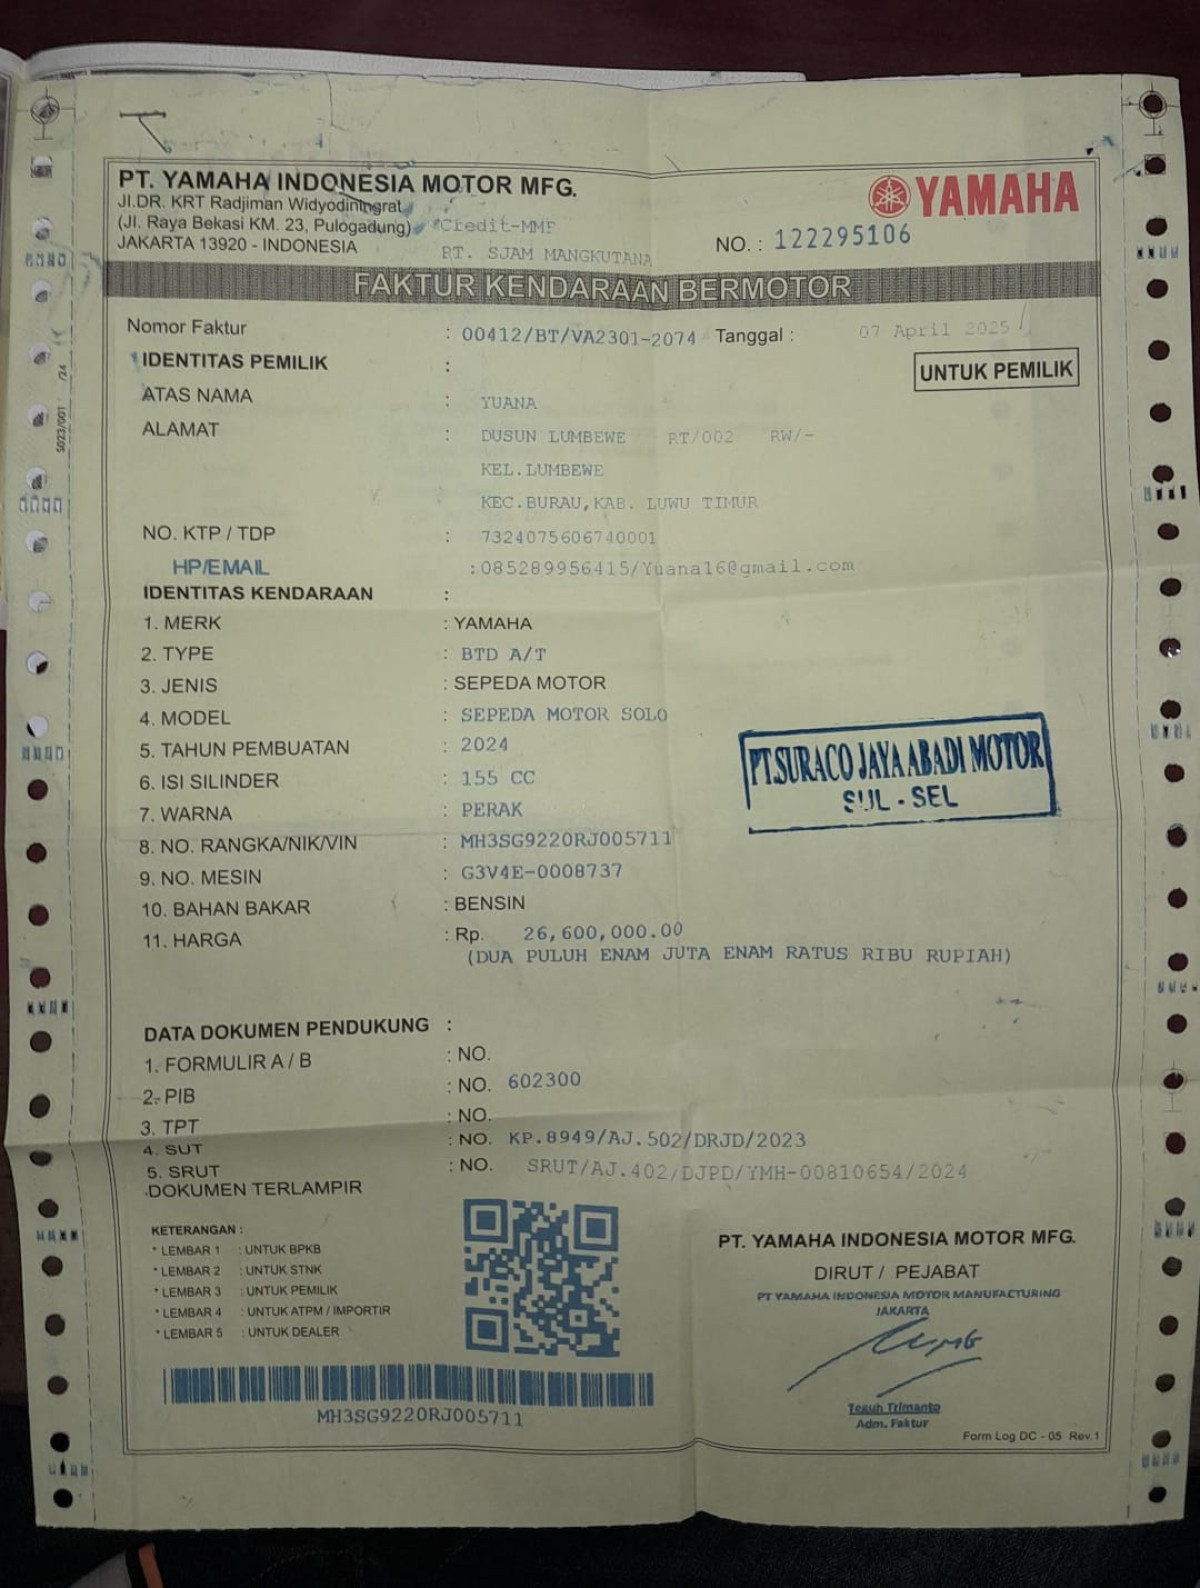 PT. YAMAHA INDONESIA MOTOR MFG.
Jl.DR. KRT Radjiman Widyodiningrat
(Jl. Raya Bekasi KM. 23, Pulogadung)
JAKARTA 13920 - INDONESIA
*Credit-MMF
PT. SJAM MANGKUTANA
YAMAHA
NO. : 122295106
FAKTUR KENDARAAN BERMOTOR
Nomor Faktur : 00412/BT/VA2301-2074 Tanggal : 07 April 2025
IDENTITAS PEMILIK :
UNTUK PEMILIK
ATAS NAMA : YUANA
ALAMAT : DUSUN LUMBEWE RT/002 RW/-
KEL.LUMBEWE
KEC.BURAU,KAB. LUWU TIMUR
NO. KTP / TDP : 7324075606740001
HP/EMAIL :085289956415/Yuana16@gmail.com
IDENTITAS KENDARAAN :
1. MERK : YAMAHA
2. TYPE : BTD A/T
3. JENIS : SEPEDA MOTOR
4. MODEL : SEPEDA MOTOR SOLO
5. TAHUN PEMBUATAN : 2024
6. ISI SILINDER : 155 CC
7. WARNA : PERAK
8. NO. RANGKA/NIK/VIN : MH3SG9220RJ005711
9. NO. MESIN : G3V4E-0008737
10. BAHAN BAKAR : BENSIN
11. HARGA : Rp. 26,600,000.00
(DUA PULUH ENAM JUTA ENAM RATUS RIBU RUPIAH)
PT.SURACO JAYA ABADI MOTOR
SUL - SEL
DATA DOKUMEN PENDUKUNG :
1. FORMULIR A / B : NO.
2. PIB : NO. 602300
3. TPT : NO.
4. SUT : NO. KP.8949/AJ.502/DRJD/2023
5. SRUT : NO. SRUT/AJ.402/DJPD/YMH-00810654/2024
DOKUMEN TERLAMPIR
KETERANGAN :
* LEMBAR 1 : UNTUK BPKB
* LEMBAR 2 : UNTUK STNK
* LEMBAR 3 : UNTUK PEMILIK
* LEMBAR 4 : UNTUK ATPM / IMPORTIR
* LEMBAR 5 : UNTUK DEALER
MH3SG9220RJ005711
PT. YAMAHA INDONESIA MOTOR MFG.
DIRUT / PEJABAT
PT YAMAHA INDONESIA MOTOR MANUFACTURING
JAKARTA
Teguh Trimanto
Adm. Faktur
Form Log DC - 05 Rev.1